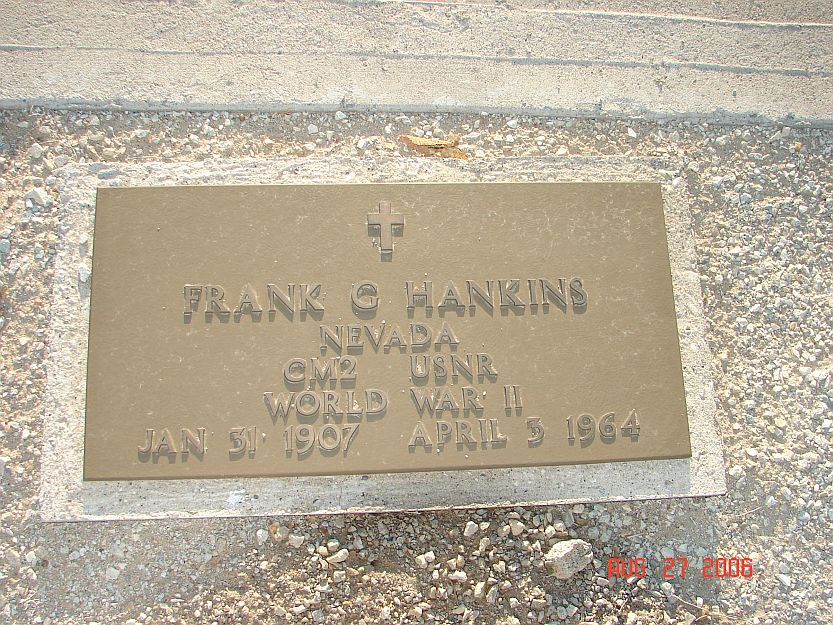 FRANK G HANKINS
NEVADA
CM2 USNR
WORLD WAR II
JAN 31 1907 APRIL 3 1964
AUG 27 2006